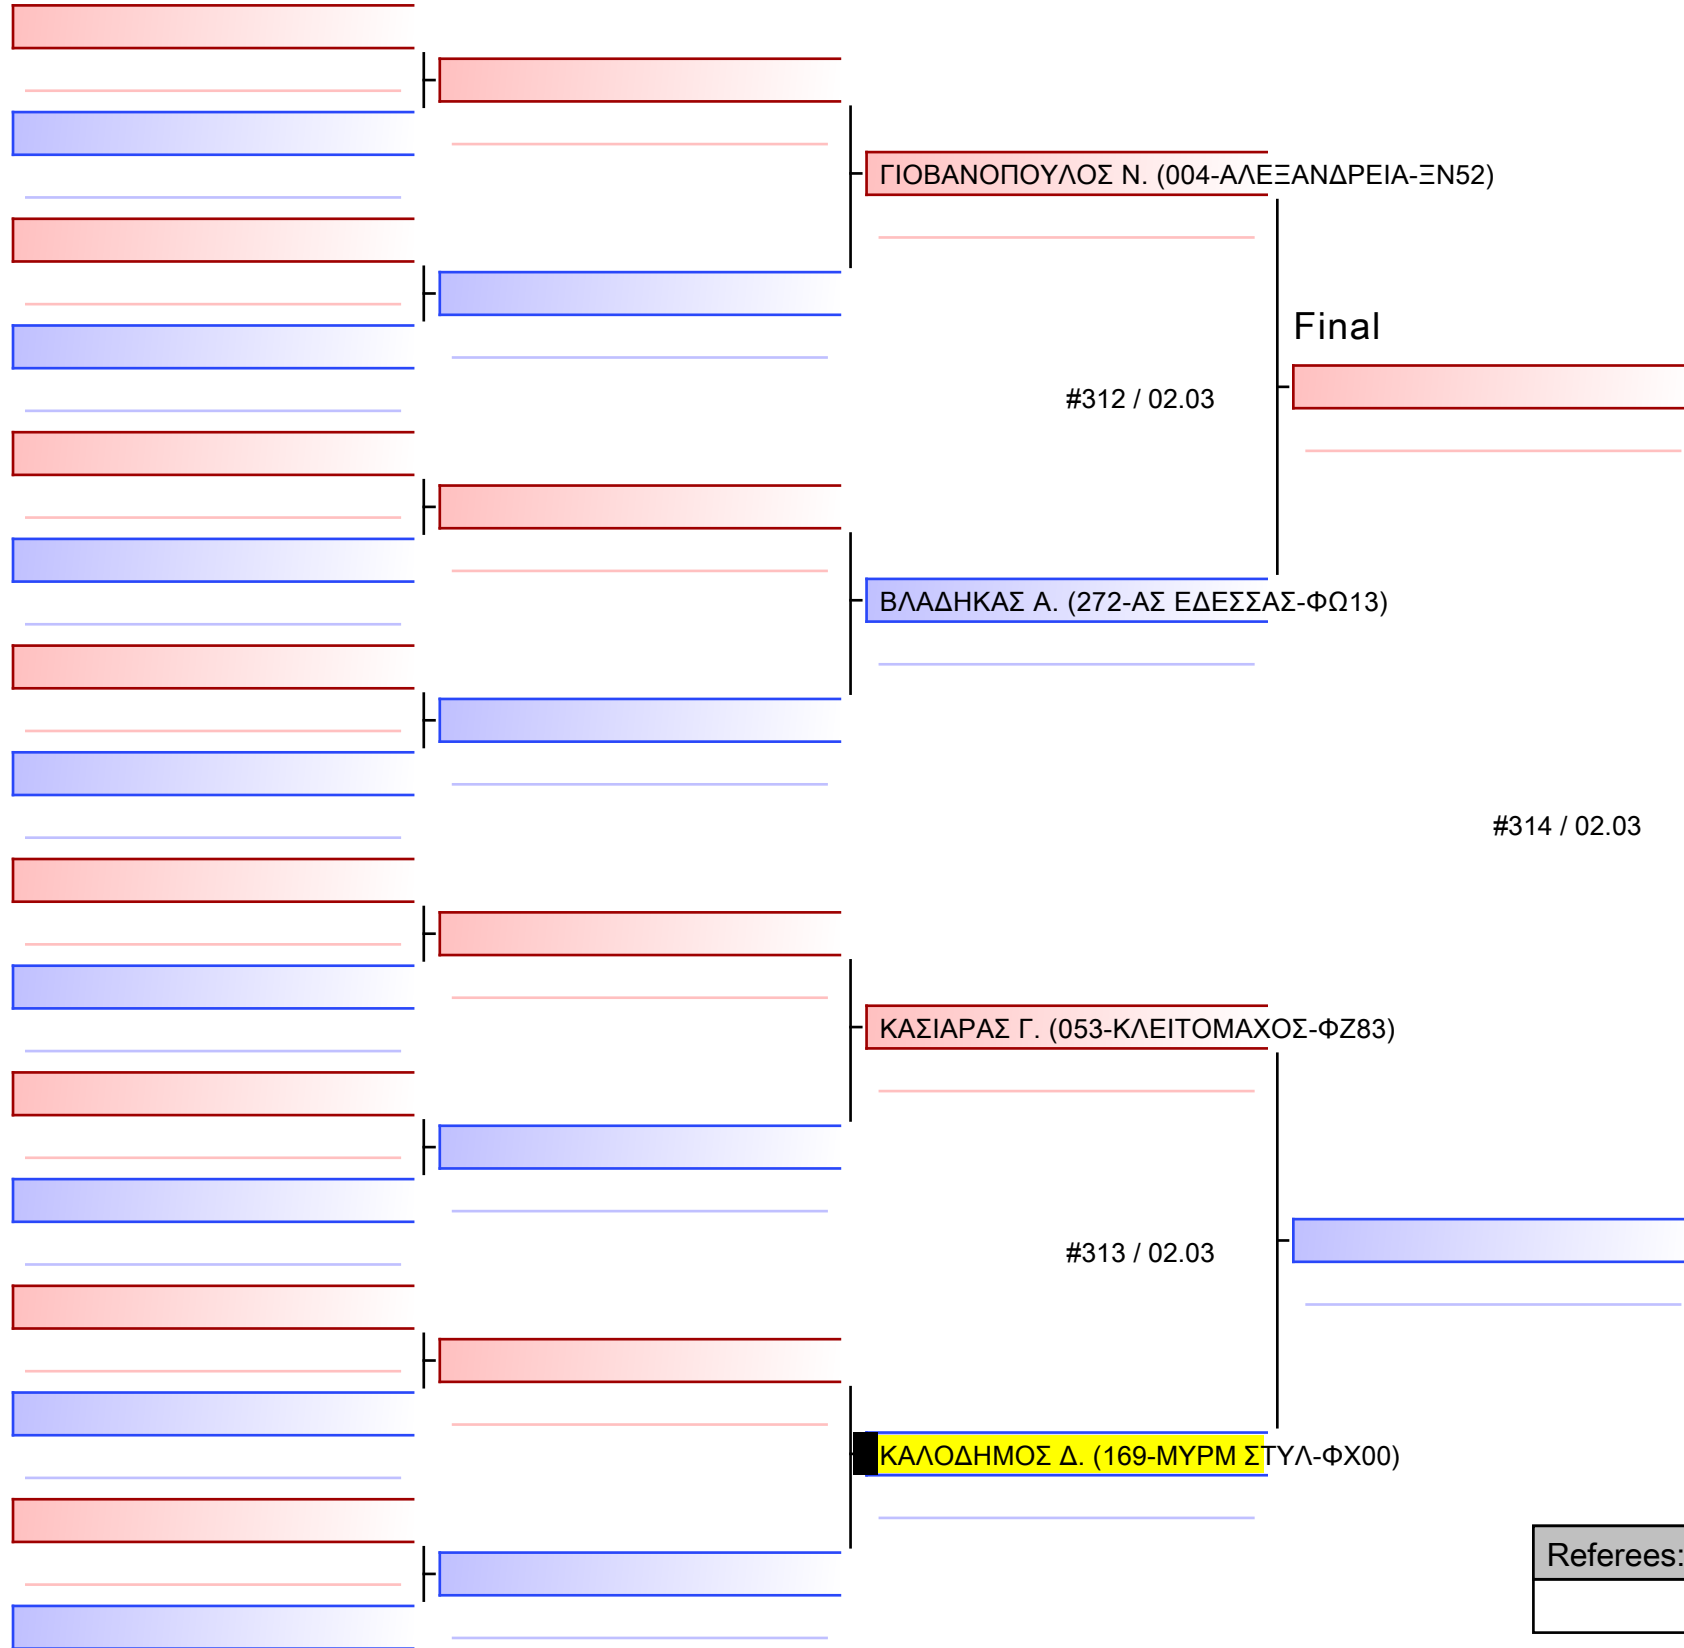 ΓΙΟΒΑΝΟΠΟΥΛΟΣ Ν. (004-ΑΛΕΞΑΝΔΡΕΙΑ-ΞΝ52)
Final
#312 / 02.03
ΒΛΑΔΗΚΑΣ Α. (272-ΑΣ ΕΔΕΣΣΑΣ-ΦΩ13)
#314 / 02.03
ΚΑΣΙΑΡΑΣ Γ. (053-ΚΛΕΙΤΟΜΑΧΟΣ-ΦΖ83)
#313 / 02.03
ΚΑΛΟΔΗΜΟΣ Δ. (169-ΜΥΡΜ ΣΤΥΛ-ΦΧ00)
Referees: